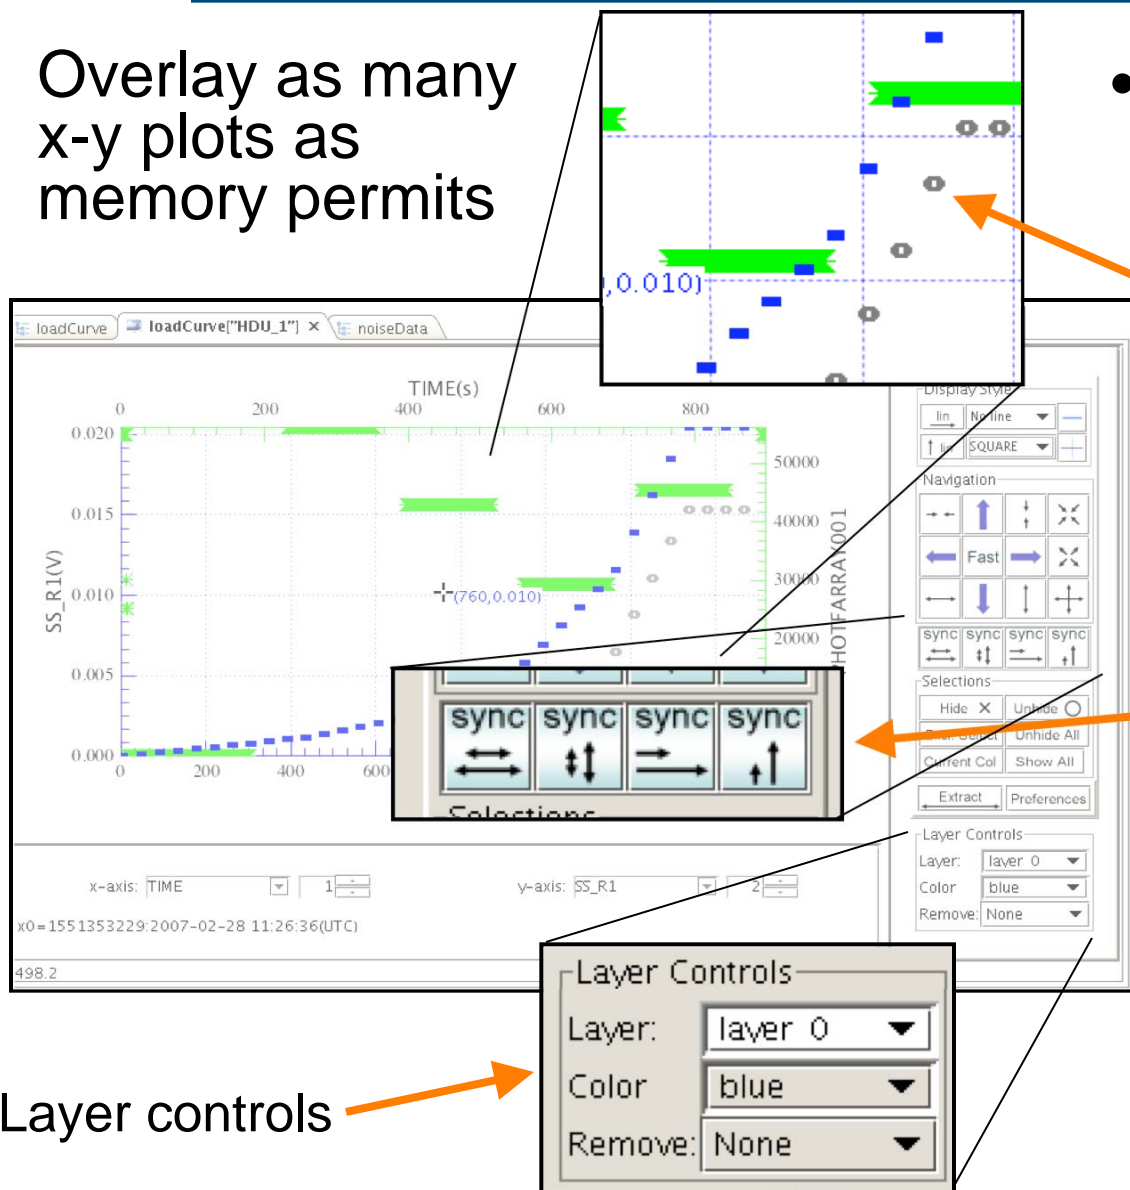 Overlay as many
x-y plots as
memory permits
•
,0.010)
loadCurve
loadCurve["HDU_1"] ×
noiseData
TIME(s)
0 200 400 600 800
0.020
0.015
0.010
0.005
0.000
SS_R1(V)
50000
40000
30000
20000
HOTFARRAY001
(760,0.010)
0 200 400 600
Display Style
lin No line
lin SQUARE
Navigation
Fast
sync sync sync sync
Selections
Hide X Unhide
Unhide All
Current Col Show All
Extract Preferences
Layer Controls
Layer: layer 0
Color blue
Remove: None
sync sync sync sync
Selections
x-axis: TIME 1
y-axis: SS_R1 2
x0=1551353229:2007-02-28 11:26:36(UTC)
498.2
Layer Controls
Layer: layer 0
Color blue
Remove: None
Layer controls